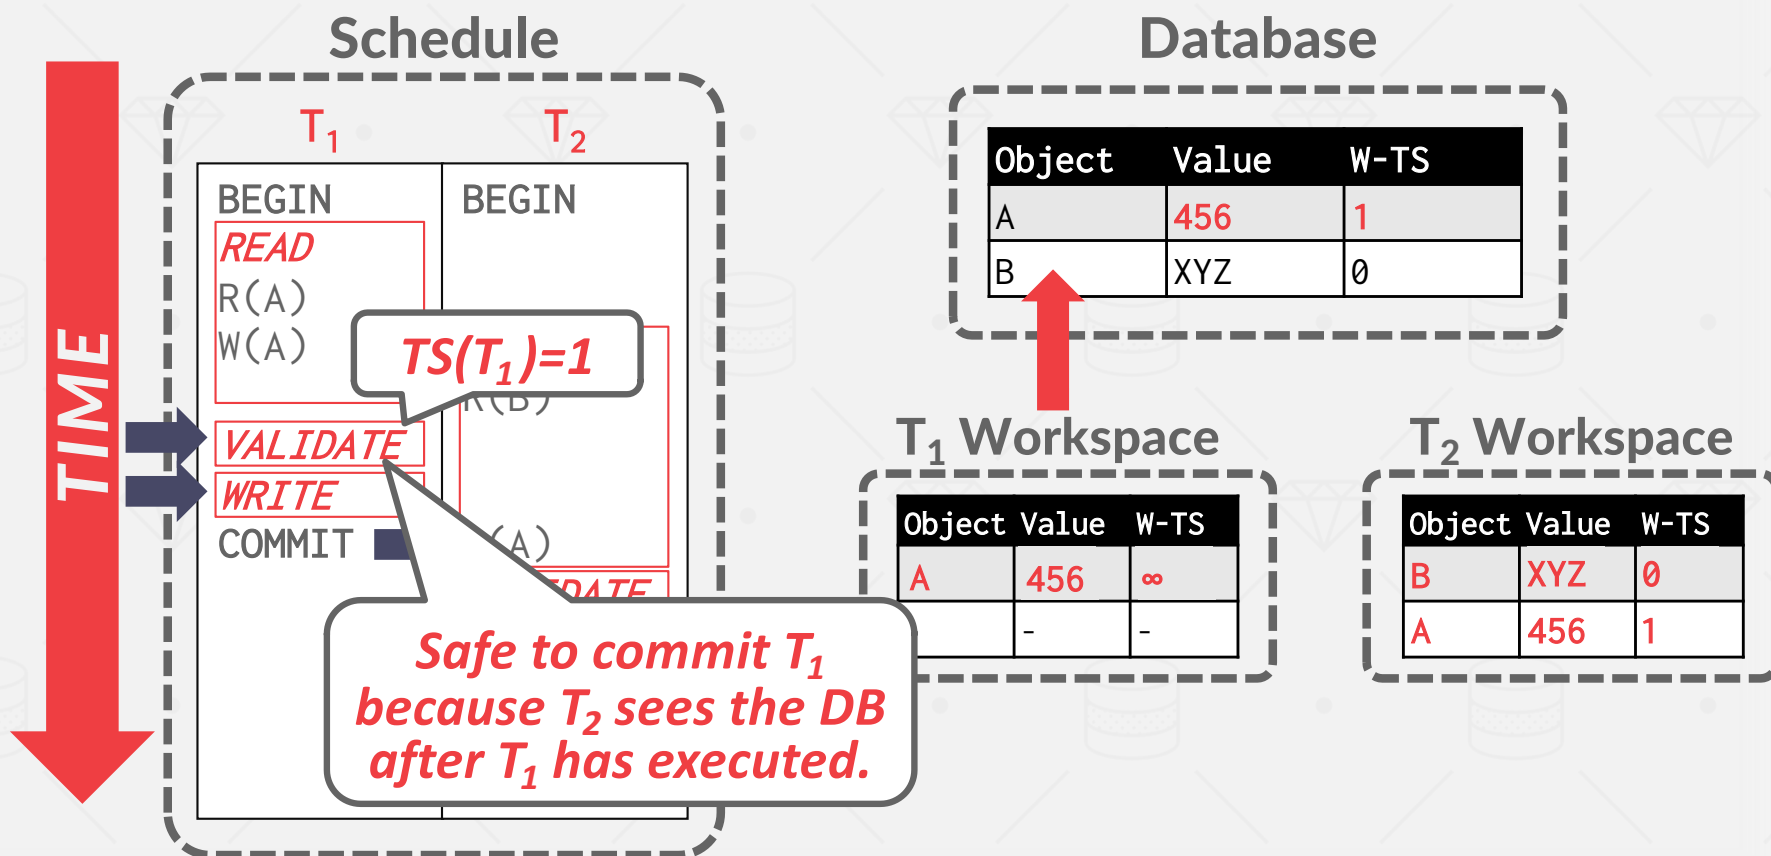 Schedule
Database
TIME
T₁ T₂
BEGIN BEGIN
READ
R(A)
W(A)
TS(T₁)=1
R(B)
VALIDATE
WRITE
COMMIT
(A)
DATE
Safe to commit T₁
because T₂ sees the DB
after T₁ has executed.
Object Value W-TS
A 456 1
B XYZ 0
T₁ Workspace
Object Value W-TS
A 456 ∞
- -
T₂ Workspace
Object Value W-TS
B XYZ 0
A 456 1